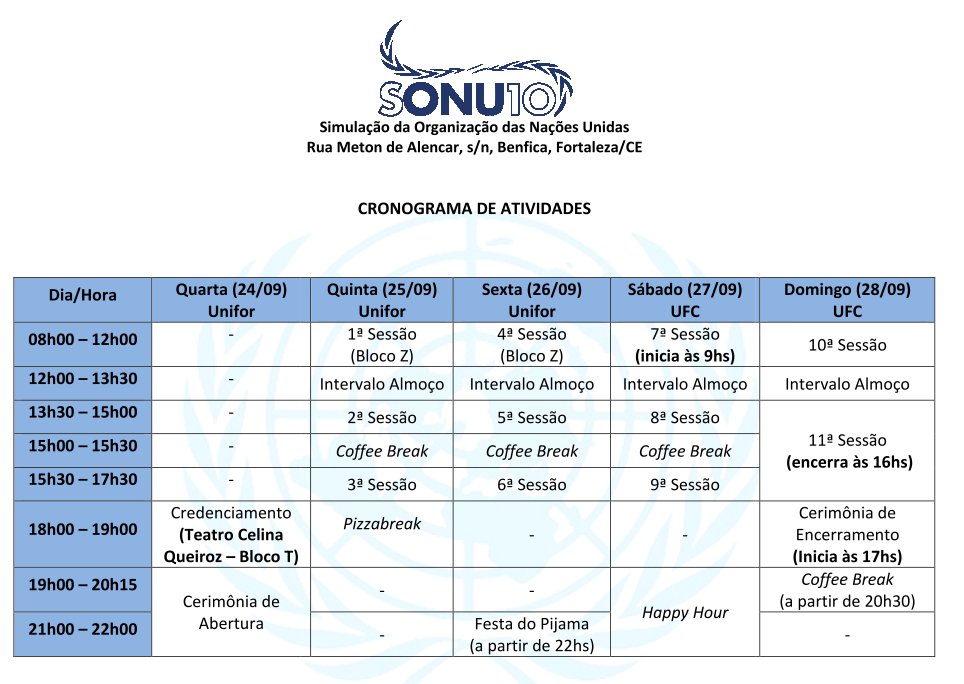 SONU10
Simulação da Organização das Nações Unidas
Rua Meton de Alencar, s/n, Benfica, Fortaleza/CE
CRONOGRAMA DE ATIVIDADES
Dia/Hora
Quarta (24/09)
Unifor
Quinta (25/09)
Unifor
Sexta (26/09)
Unifor
Sábado (27/09)
UFC
Domingo (28/09)
UFC
08h00 – 12h00
-
1ª Sessão
(Bloco Z)
4ª Sessão
(Bloco Z)
7ª Sessão
(inicia às 9hs)
10ª Sessão
12h00 – 13h30
-
Intervalo Almoço
Intervalo Almoço
Intervalo Almoço
Intervalo Almoço
13h30 – 15h00
-
2ª Sessão
5ª Sessão
8ª Sessão
11ª Sessão
(encerra às 16hs)
15h00 – 15h30
-
Coffee Break
Coffee Break
Coffee Break
15h30 – 17h30
-
3ª Sessão
6ª Sessão
9ª Sessão
18h00 – 19h00
Credenciamento
(Teatro Celina
Queiroz – Bloco T)
Pizzabreak
-
-
Cerimônia de
Encerramento
(Inicia às 17hs)
19h00 – 20h15
Cerimônia de
Abertura
-
-
Happy Hour
Coffee Break
(a partir de 20h30)
21h00 – 22h00
-
Festa do Pijama
(a partir de 22hs)
-